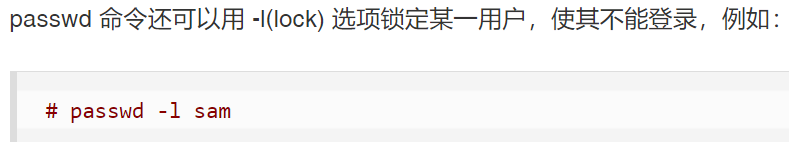 passwd 命令还可以用 -l(lock) 选项锁定某一用户，使其不能登录，例如：
# passwd -l sam